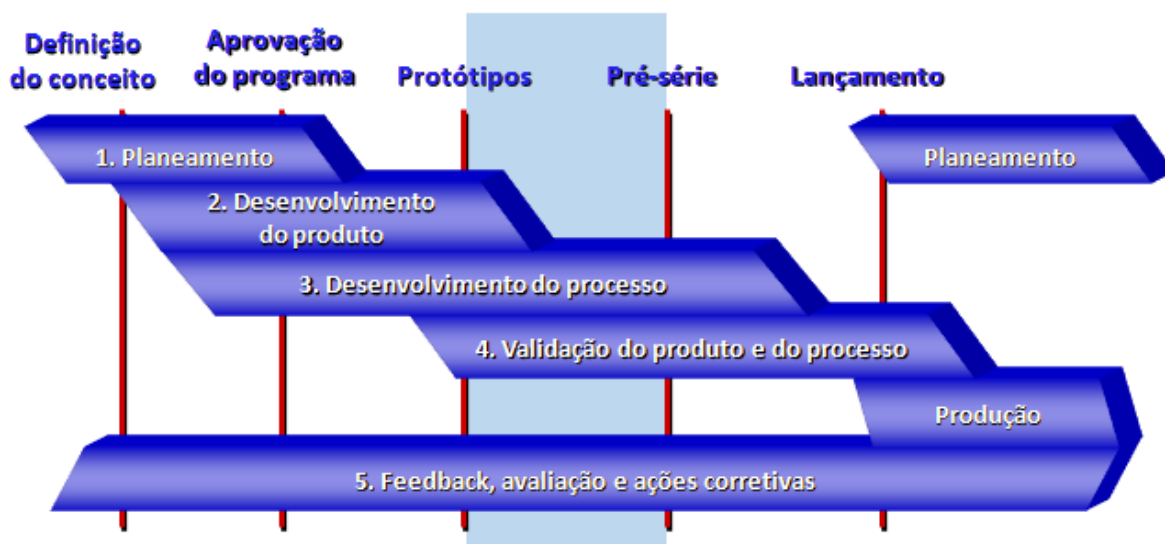 Definição
do conceito
Aprovação
do programa
Protótipos
Pré-série
Lançamento
1. Planeamento
Planeamento
2. Desenvolvimento
do produto
3. Desenvolvimento do processo
4. Validação do produto e do processo
Produção
5. Feedback, avaliação e ações corretivas